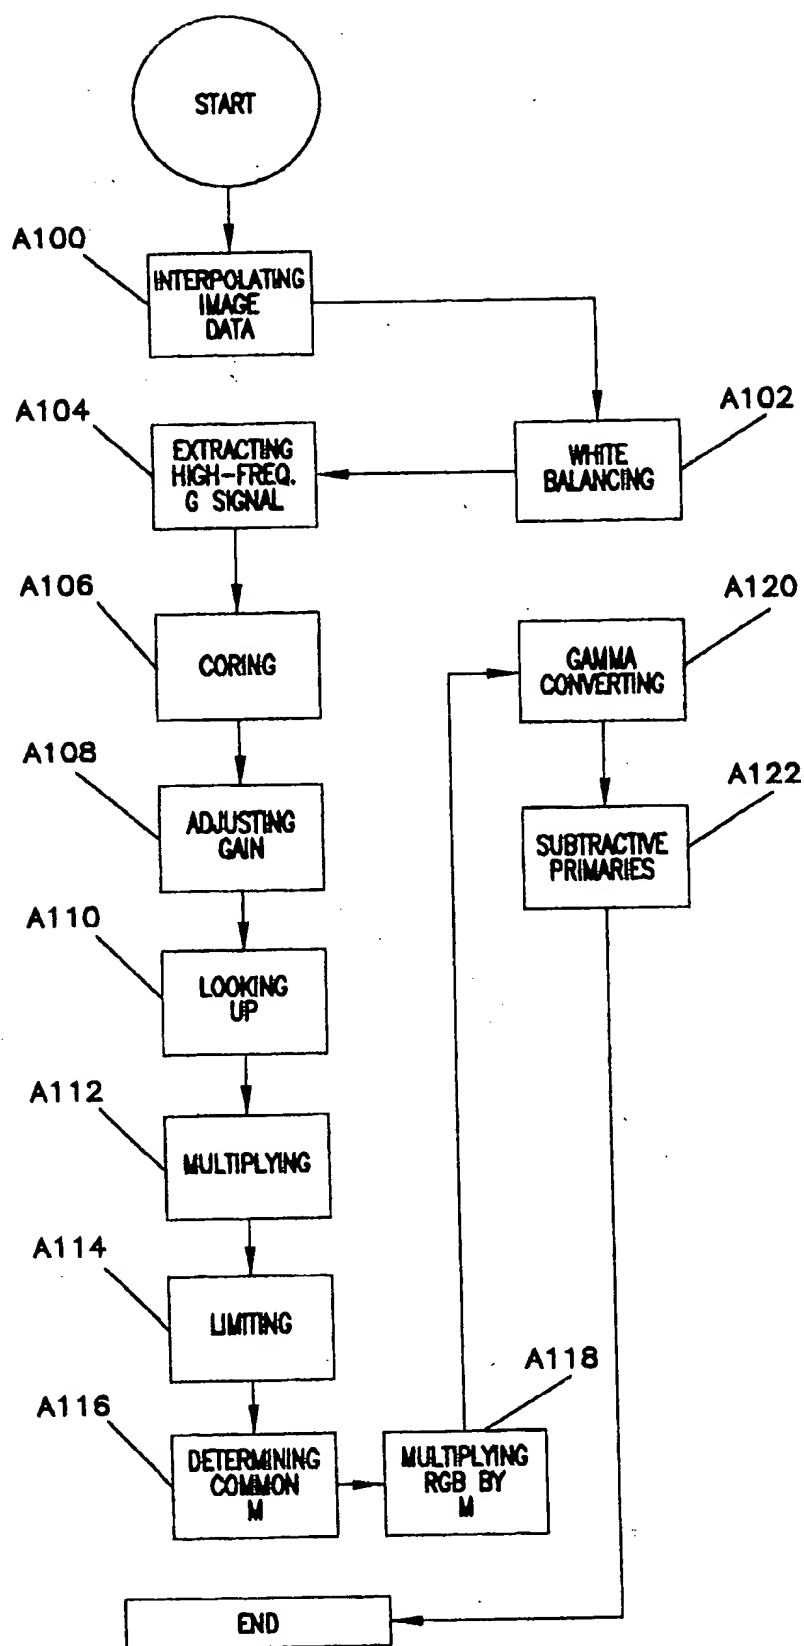 START
A100
INTERPOLATING
IMAGE
DATA
A102
WHITE
BALANCING
A104
EXTRACTING
HIGH-FREQ.
G SIGNAL
A106
CORING
A108
ADJUSTING
GAIN
A110
LOOKING
UP
A112
MULTIPLYING
A114
LIMITING
A116
DETERMINING
COMMON
M
A118
MULTIPLYING
RGB BY
M
A120
GAMMA
CONVERTING
A122
SUBTRACTIVE
PRIMARIES
END